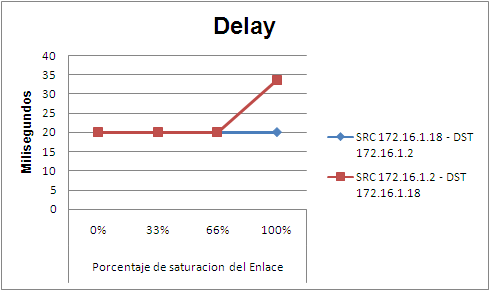 Delay
Milisegundos
40
35
30
25
20
15
10
5
0
0% 33% 66% 100%
Porcentaje de saturacion del Enlace
SRC 172.16.1.18 - DST
172.16.1.2
SRC 172.16.1.2 - DST
172.16.1.18